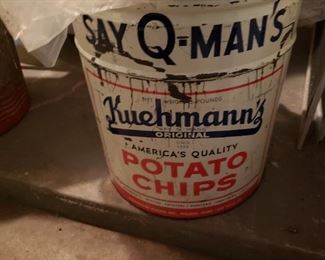 SAY Q-MAN'S
Kuehmann's
ORIGINAL
AMERICA'S QUALITY
POTATO
CHIPS